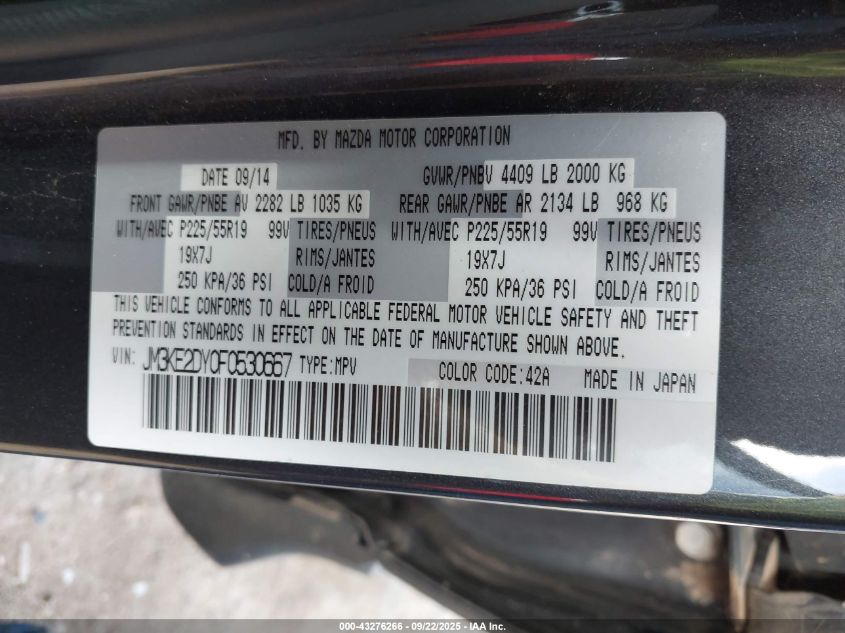 MFD. BY MAZDA MOTOR CORPORATION
DATE 09/14 GVWR/PNBV 4409 LB 2000 KG
FRONT GAWR/PNBE AV 2282 LB 1035 KG REAR GAWR/PNBE AR 2134 LB 968 KG
WITH/AVEC P225/55R19 99V TIRES/PNEUS WITH/AVEC P225/55R19 99V TIRES/PNEUS
19X7J RIMS/JANTES 19X7J RIMS/JANTES
250 KPA/36 PSI COLD/A FROID 250 KPA/36 PSI COLD/A FROID
THIS VEHICLE CONFORMS TO ALL APPLICABLE FEDERAL MOTOR VEHICLE SAFETY AND THEFT
PREVENTION STANDARDS IN EFFECT ON THE DATE OF MANUFACTURE SHOWN ABOVE.
VIN: JM3KE2DY0F0530667 TYPE:MPV COLOR CODE:42A MADE IN JAPAN
000-43276266 - 09/22/2025 - IAA Inc.